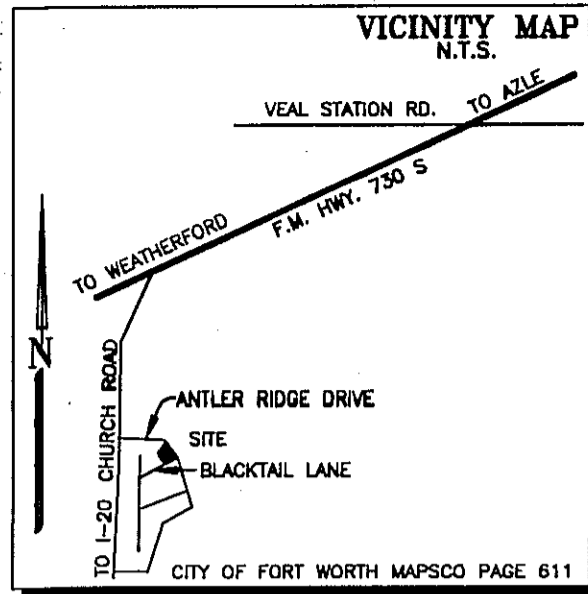 VICINITY MAP
N.T.S.
VEAL STATION RD.
TO AZLE
F.M. HWY. 730 S
TO WEATHERFORD
N
TO I-20 CHURCH ROAD
ANTLER RIDGE DRIVE
SITE
BLACKTAIL LANE
CITY OF FORT WORTH MAPSCO PAGE 611